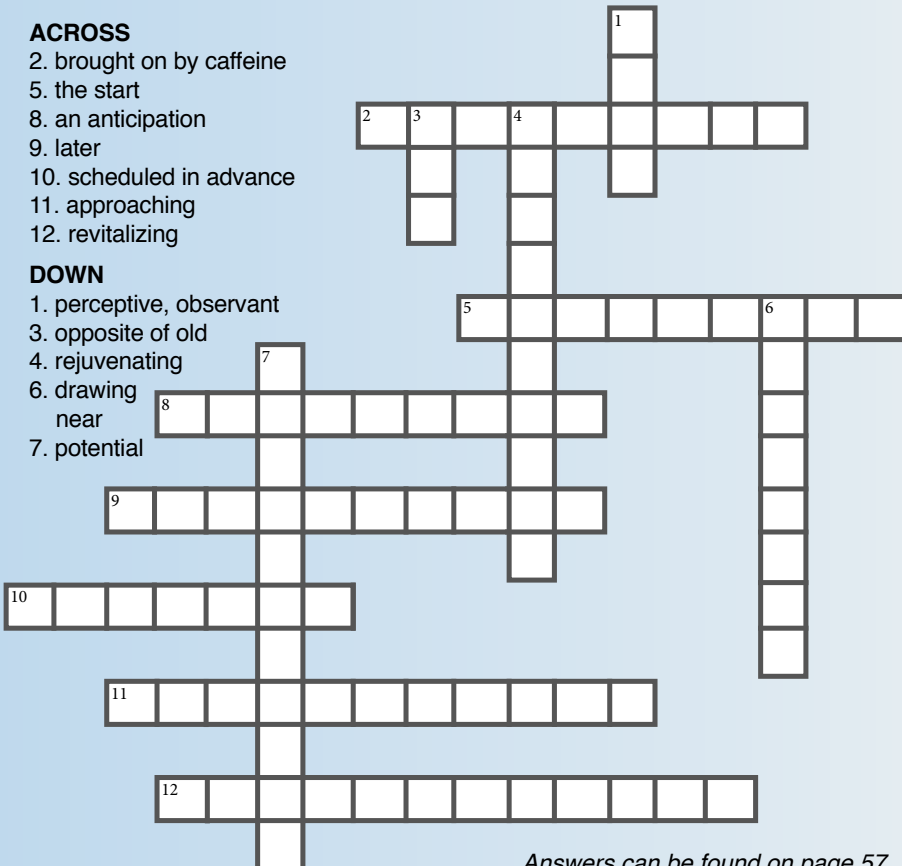 ACROSS
2. brought on by caffeine
5. the start
8. an anticipation
9. later
10. scheduled in advance
11. approaching
12. revitalizing
DOWN
1. perceptive, observant
3. opposite of old
4. rejuvenating
6. drawing
near
7. potential
1
2 3 4
5 6
7
8
9
10
11
12
Answers can be found on page 57